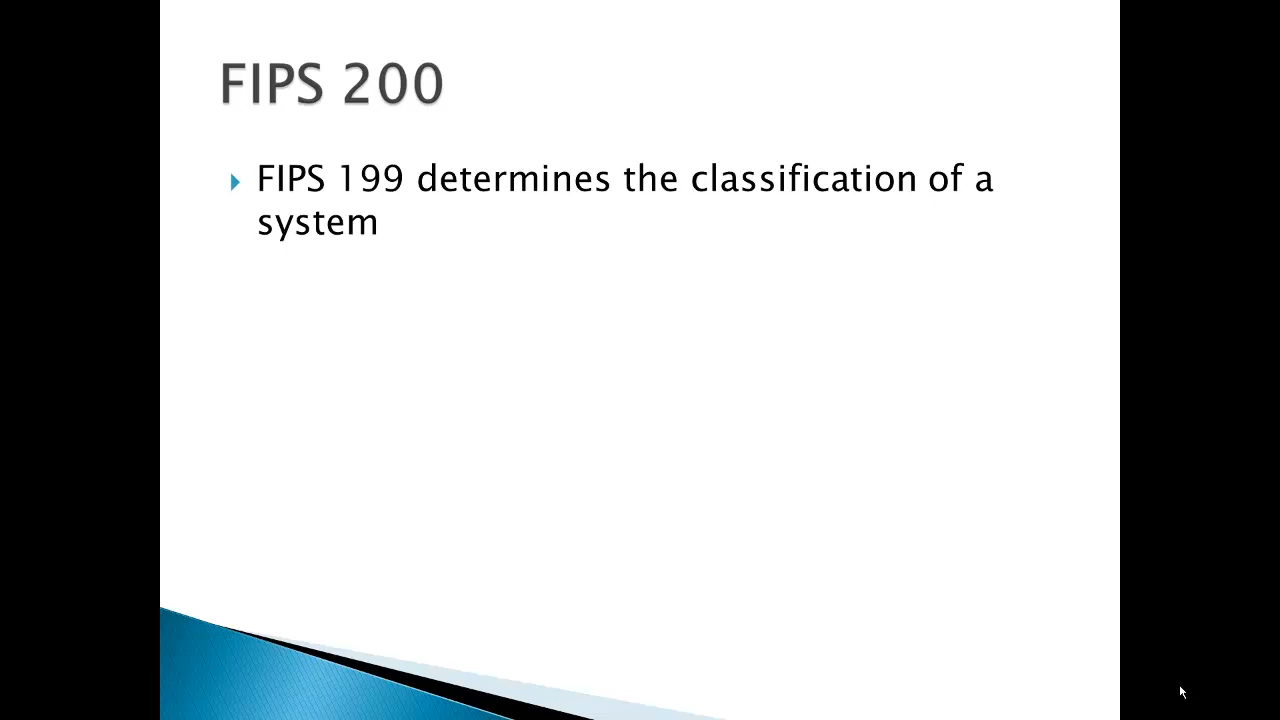 FIPS 200
FIPS 199 determines the classification of a
system